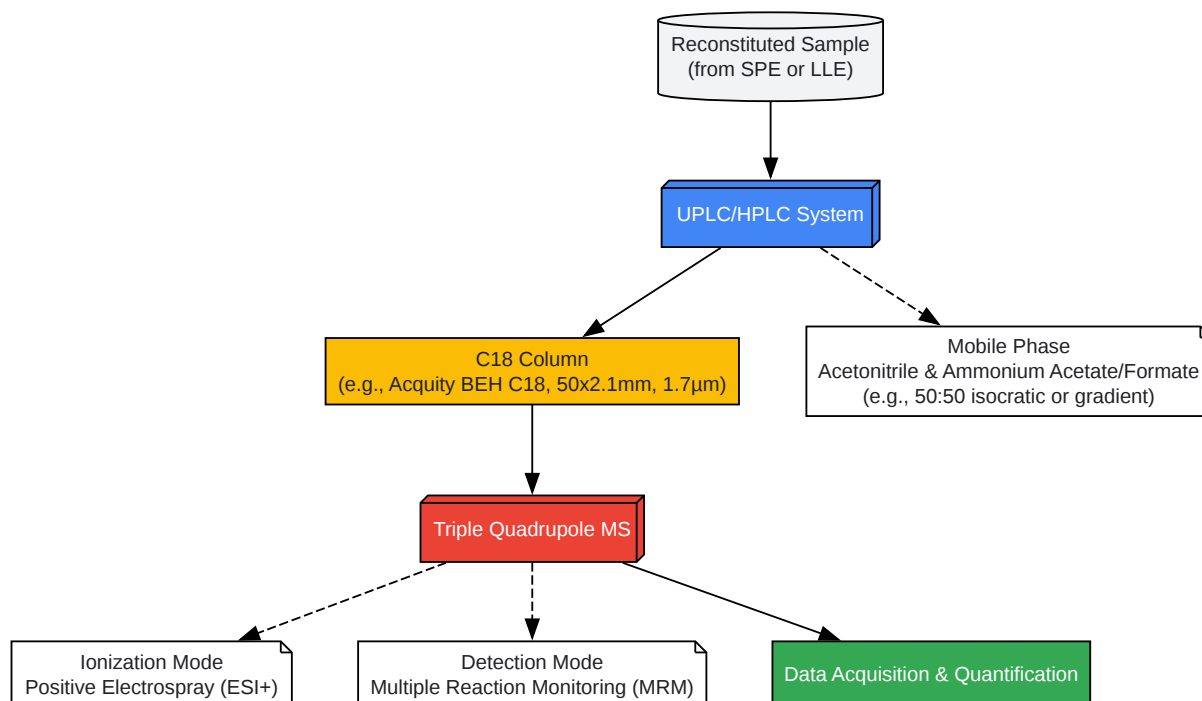 Reconstituted Sample
(from SPE or LLE)
UPLC/HPLC System
C18 Column
(e.g., Acquity BEH C18, 50x2.1mm, 1.7µm)
Mobile Phase
Acetonitrile & Ammonium Acetate/Formate
(e.g., 50:50 isocratic or gradient)
Triple Quadrupole MS
Ionization Mode
Positive Electrospray (ESI+)
Detection Mode
Multiple Reaction Monitoring (MRM)
Data Acquisition & Quantification